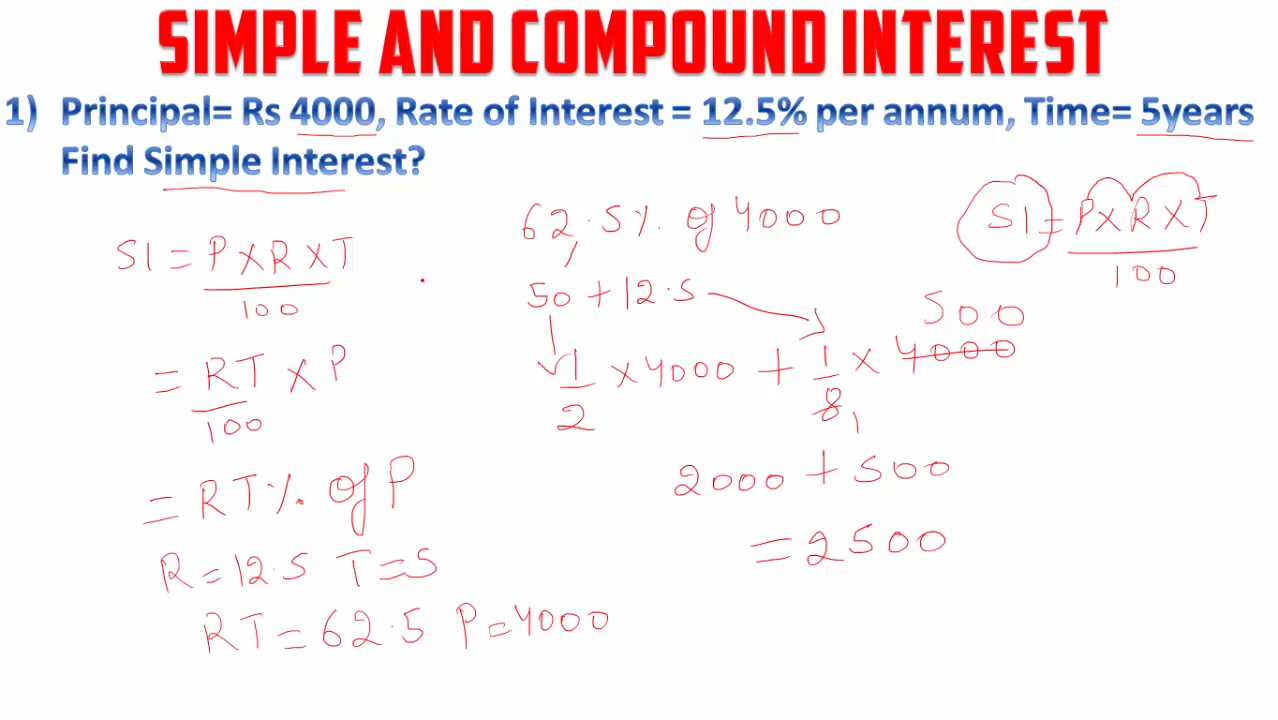 SIMPLE AND COMPOUND INTEREST
1) Principal= Rs 4000, Rate of Interest = 12.5% per annum, Time= 5years
Find Simple Interest?
SI = P×R×T
100
= RT × P
100
= RT% of P
R=12.5 T=5
RT=62.5 P=4000
62.5% of 4000
50 + 12.5
500
1 × 4000 + 1 × 4000
2 8 1
2000 + 500
= 2500
SI = P×R×T
100